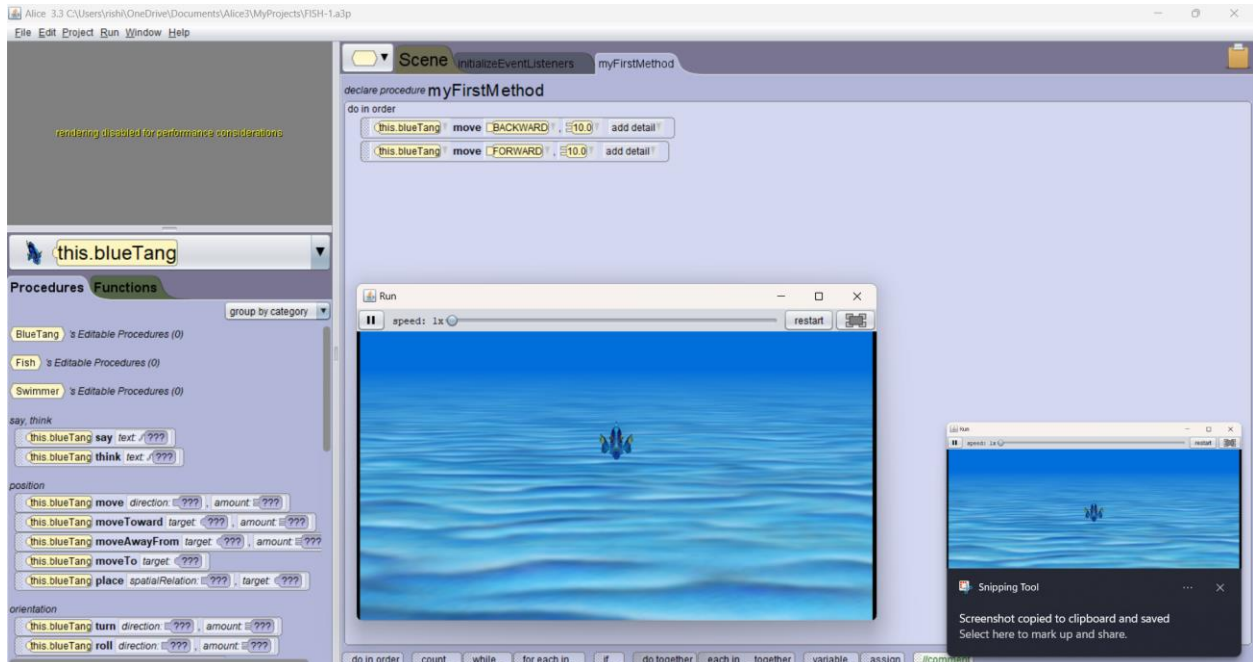 Alice 3.3 C:\Users\rishi\OneDrive\Documents\Alice3\MyProjects\FISH-1.a3p
File Edit Project Run Window Help
rendering disabled for performance considerations
this.blueTang
Procedures Functions
group by category
BlueTang 's Editable Procedures (0)
Fish 's Editable Procedures (0)
Swimmer 's Editable Procedures (0)
say, think
this.blueTang say text: ???
this.blueTang think text: ???
position
this.blueTang move direction: ??? , amount: ???
this.blueTang moveToward target: ??? , amount: ???
this.blueTang moveAwayFrom target: ??? , amount: ???
this.blueTang moveTo target: ???
this.blueTang place spatialRelation: ??? , target: ???
orientation
this.blueTang turn direction: ??? , amount: ???
this.blueTang roll direction: ??? , amount: ???
Scene initializeEventListeners myFirstMethod
declare procedure myFirstMethod
do in order
this.blueTang move BACKWARD , 10.0 add detail
this.blueTang move FORWARD , 10.0 add detail
Run
speed: 1x restart
Run
speed: 1x restart
Snipping Tool
Screenshot copied to clipboard and saved
Select here to mark up and share.
do in order count while for each in if do together each in together variable assign //comment